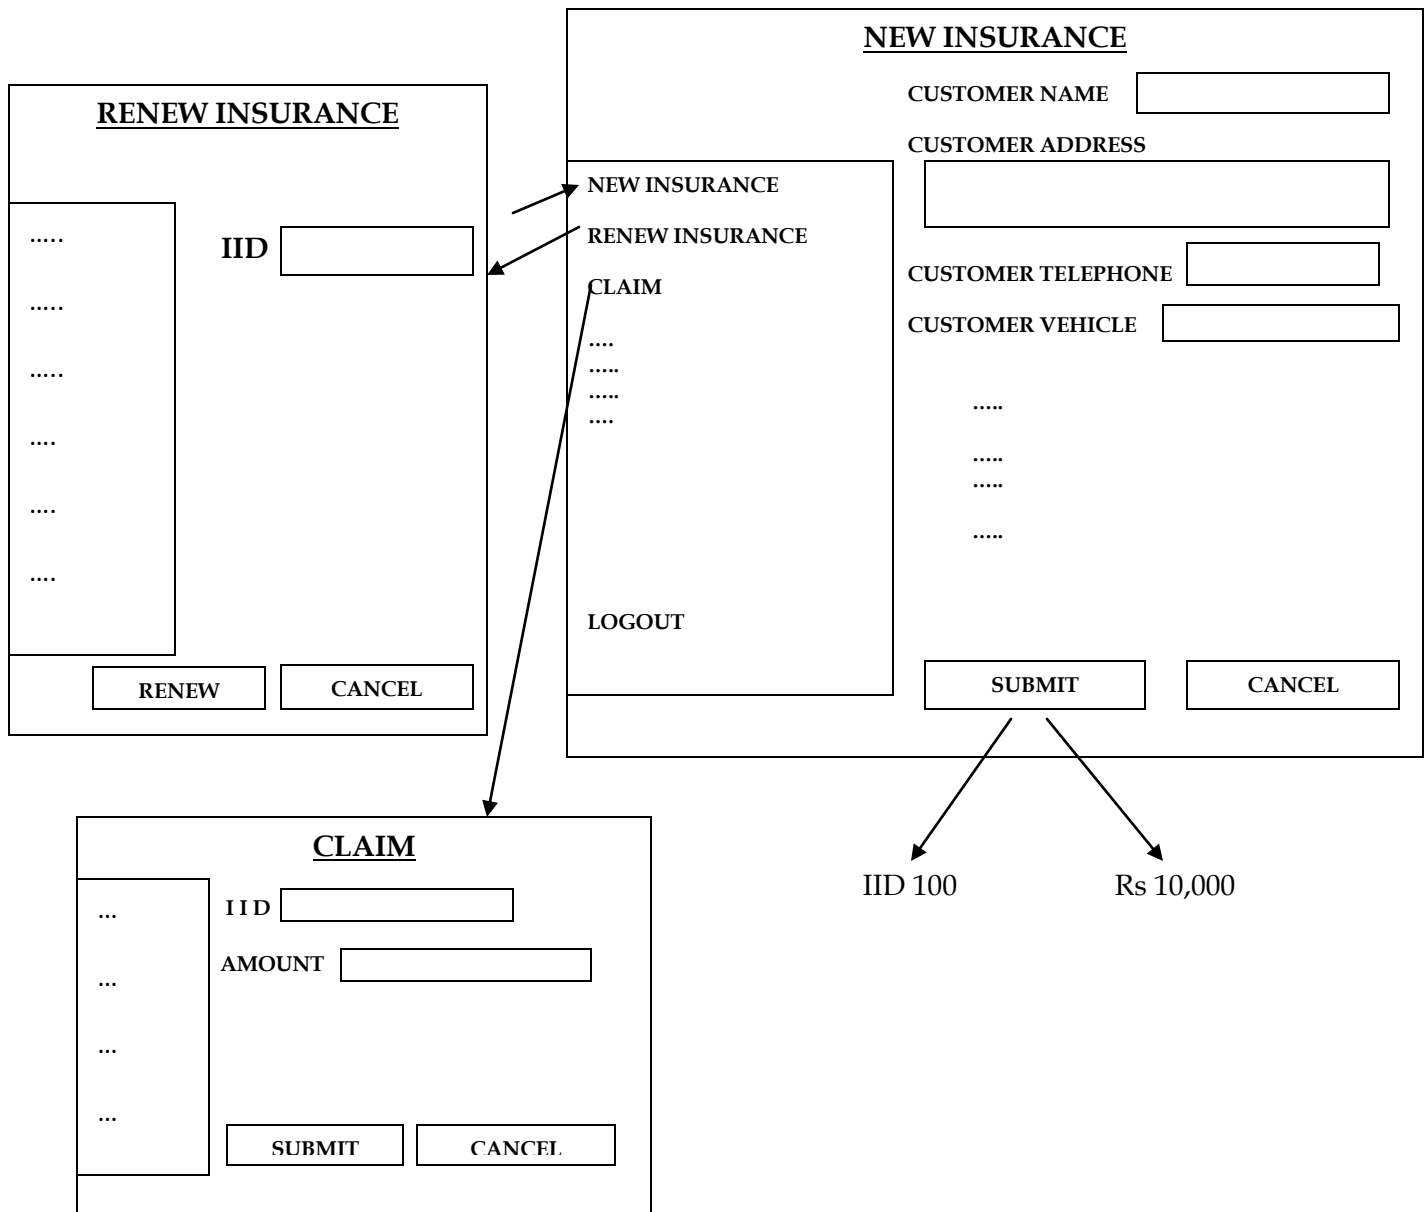 RENEW INSURANCE
.....
IID
.....
.....
....
....
....
RENEW
CANCEL
NEW INSURANCE
NEW INSURANCE
RENEW INSURANCE
CLAIM
....
.....
.....
....
LOGOUT
CUSTOMER NAME
CUSTOMER ADDRESS
CUSTOMER TELEPHONE
CUSTOMER VEHICLE
.....
.....
.....
.....
SUBMIT
CANCEL
IID 100
Rs 10,000
CLAIM
...
...
...
...
I I D
AMOUNT
SUBMIT
CANCEL